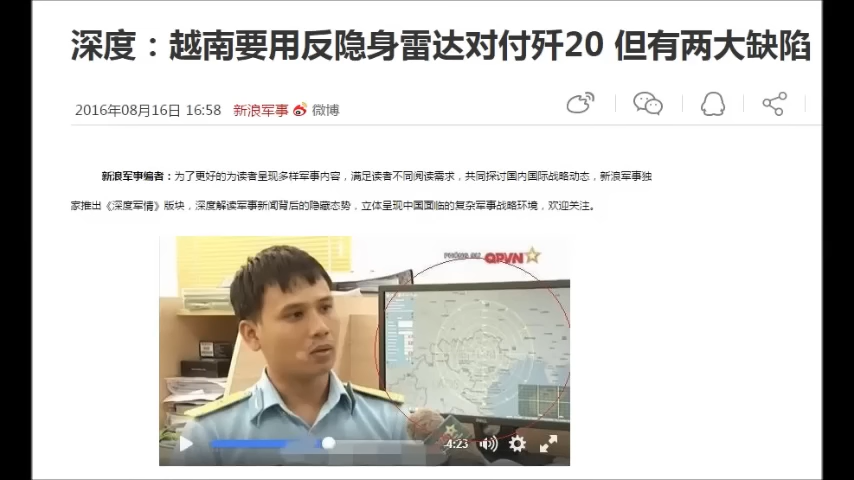 深度：越南要用反隐身雷达对付歼20 但有两大缺陷
2016年08月16日 16:58 新浪军事 微博
新浪军事编者：为了更好的为读者呈现多样军事内容，满足读者不同阅读需求，共同探讨国内国际战略动态，新浪军事独
家推出《深度军情》版块，深度解读军事新闻背后的隐蔽态势，立体呈现中国面临的复杂军事战略环境，欢迎关注。
PHÓNG SỰ QPVN
4:23